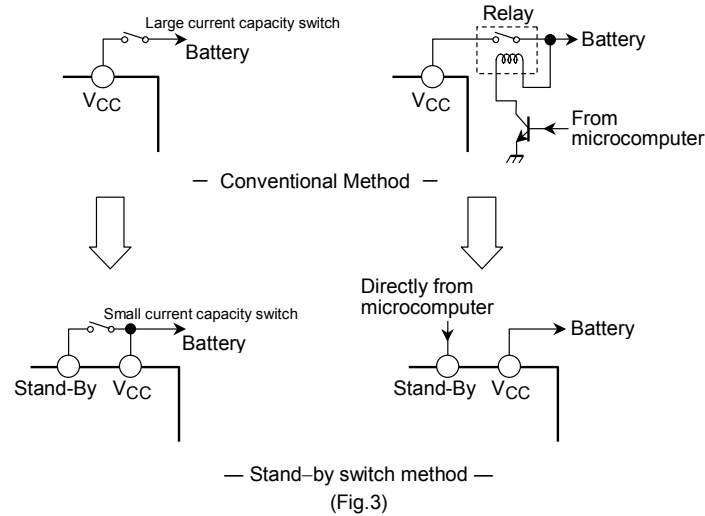 Large current capacity switch
Battery
VCC
Relay
Battery
VCC
From
microcomputer
— Conventional Method —
Small current capacity switch
Battery
Stand-By
VCC
Directly from
microcomputer
Battery
Stand-By
VCC
— Stand–by switch method —
(Fig.3)